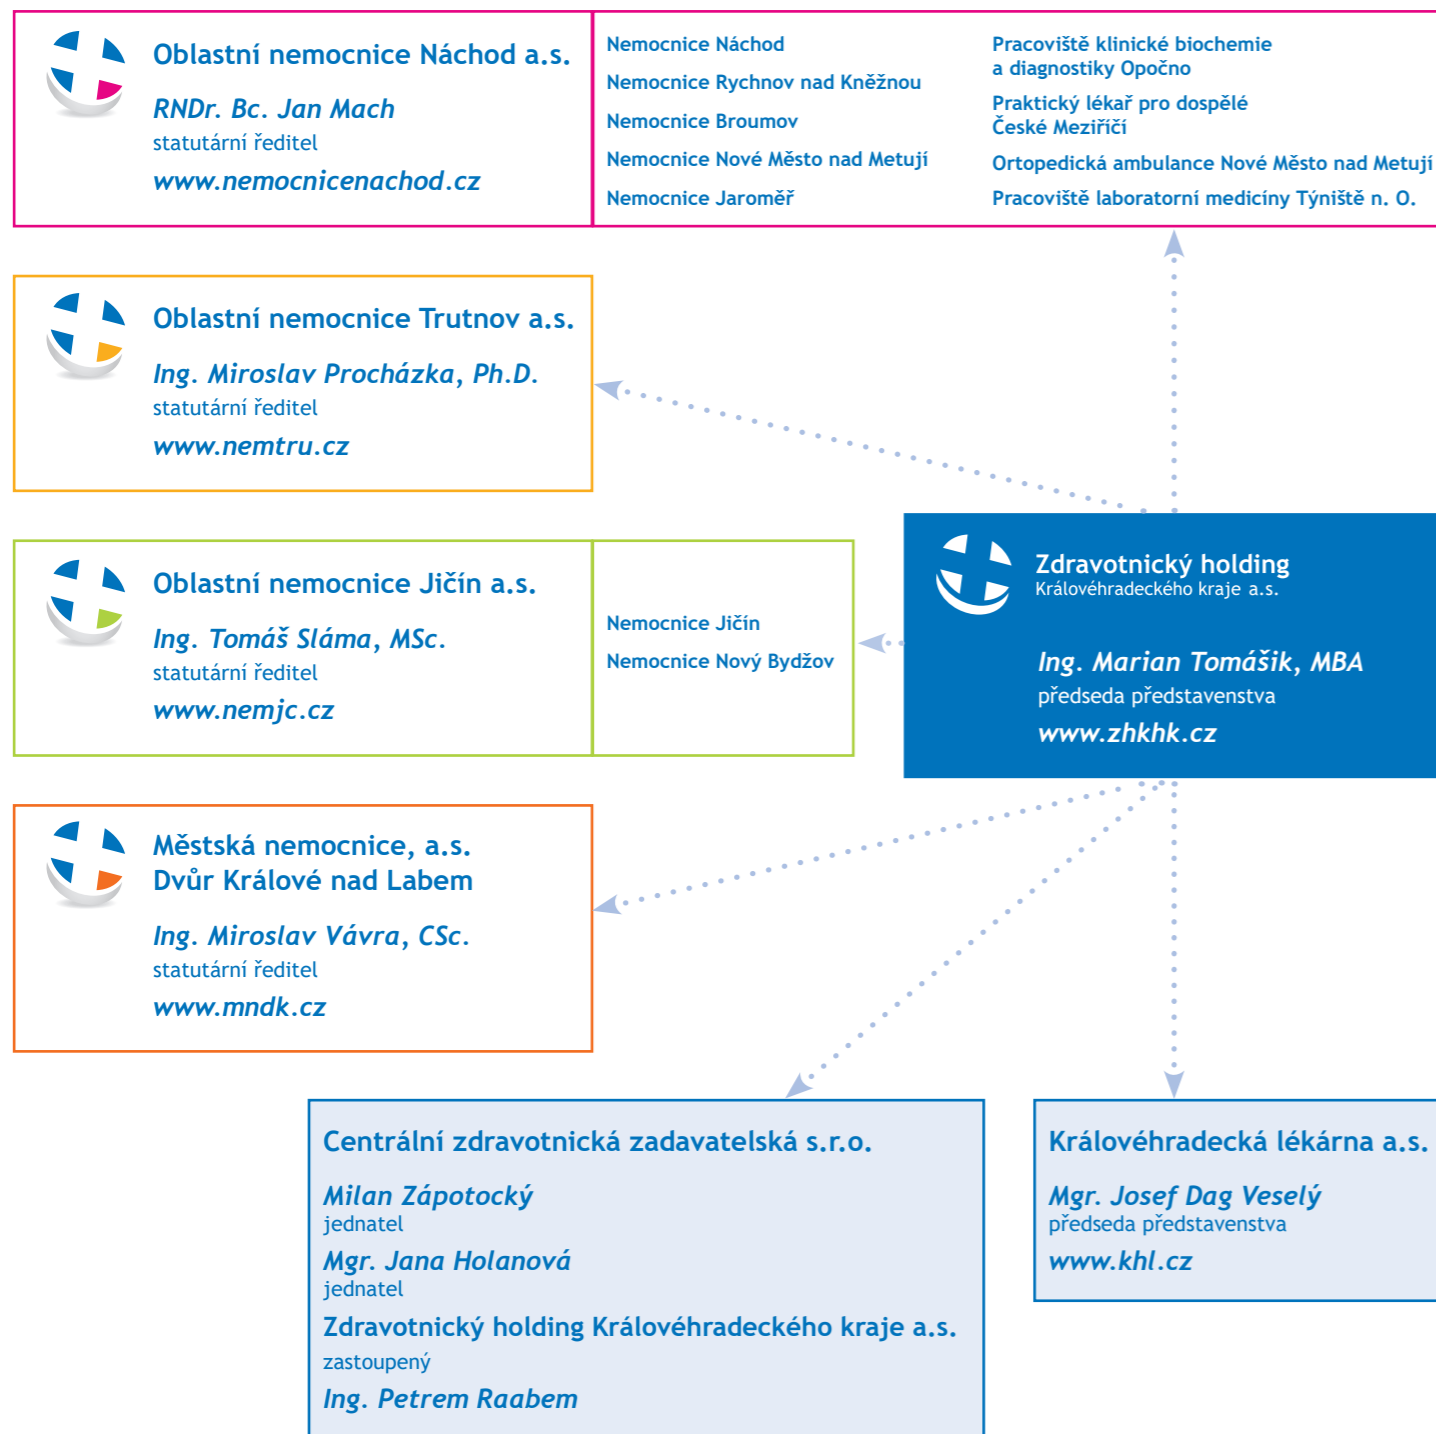 Oblastní nemocnice Náchod a.s.
RNDr. Bc. Jan Mach
statutární ředitel
www.nemocnicenachod.cz
Nemocnice Náchod
Nemocnice Rychnov nad Kněžnou
Nemocnice Broumov
Nemocnice Nové Město nad Metují
Nemocnice Jaroměř
Pracoviště klinické biochemie
a diagnostiky Opočno
Praktický lékař pro dospělé
České Meziříčí
Ortopedická ambulance Nové Město nad Metují
Pracoviště laboratorní medicíny Týniště n. O.
Oblastní nemocnice Trutnov a.s.
Ing. Miroslav Procházka, Ph.D.
statutární ředitel
www.nemtru.cz
Oblastní nemocnice Jičín a.s.
Ing. Tomáš Sláma, MSc.
statutární ředitel
www.nemjc.cz
Nemocnice Jičín
Nemocnice Nový Bydžov
Zdravotnický holding
Královéhradeckého kraje a.s.
Ing. Marian Tomášik, MBA
předseda představenstva
www.zhkhk.cz
Městská nemocnice, a.s.
Dvůr Králové nad Labem
Ing. Miroslav Vávra, CSc.
statutární ředitel
www.mndk.cz
Centrální zdravotnická zadavatelská s.r.o.
Milan Zápotocký
jednatel
Mgr. Jana Holanová
jednatel
Zdravotnický holding Královéhradeckého kraje a.s.
zastoupený
Ing. Petrem Raabem
Královéhradecká lékárna a.s.
Mgr. Josef Dag Veselý
předseda představenstva
www.khl.cz